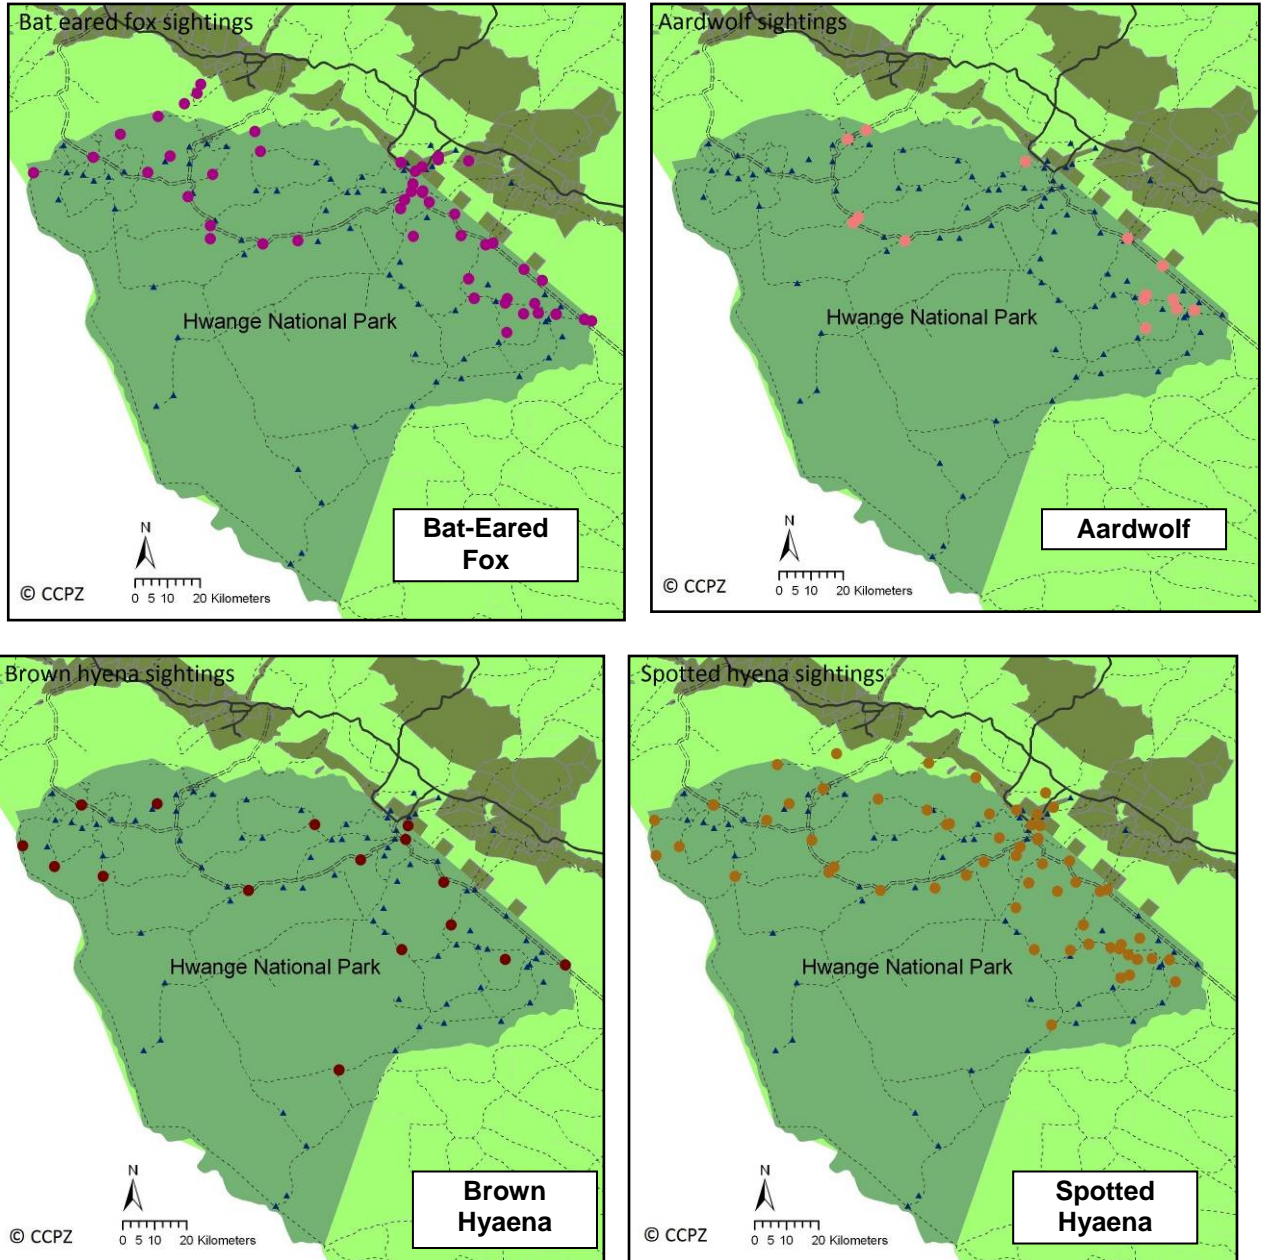 Bat eared fox sightings
Hwange National Park
Bat-Eared
Fox
N
0 5 10 20 Kilometers
© CCPZ
Aardwolf sightings
Hwange National Park
Aardwolf
N
0 5 10 20 Kilometers
© CCPZ
Brown hyena sightings
Hwange National Park
Brown
Hyaena
N
0 5 10 20 Kilometers
© CCPZ
Spotted hyena sightings
Hwange National Park
Spotted
Hyaena
N
0 5 10 20 Kilometers
© CCPZ